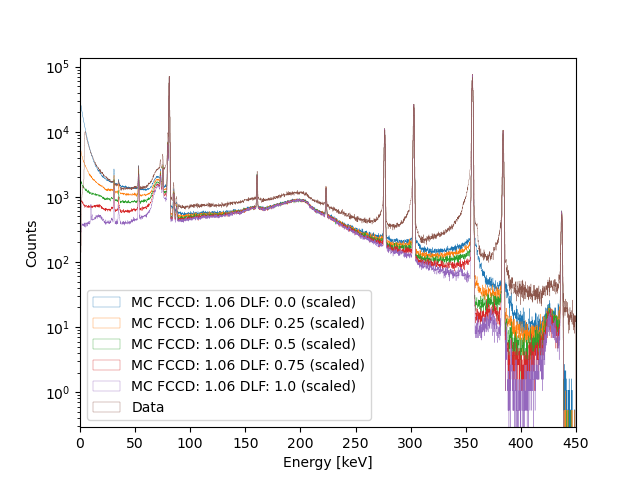 10^5
10^4
10^3
10^2
10^1
10^0
Counts
MC FCCD: 1.06 DLF: 0.0 (scaled)
MC FCCD: 1.06 DLF: 0.25 (scaled)
MC FCCD: 1.06 DLF: 0.5 (scaled)
MC FCCD: 1.06 DLF: 0.75 (scaled)
MC FCCD: 1.06 DLF: 1.0 (scaled)
Data
0 50 100 150 200 250 300 350 400 450
Energy [keV]